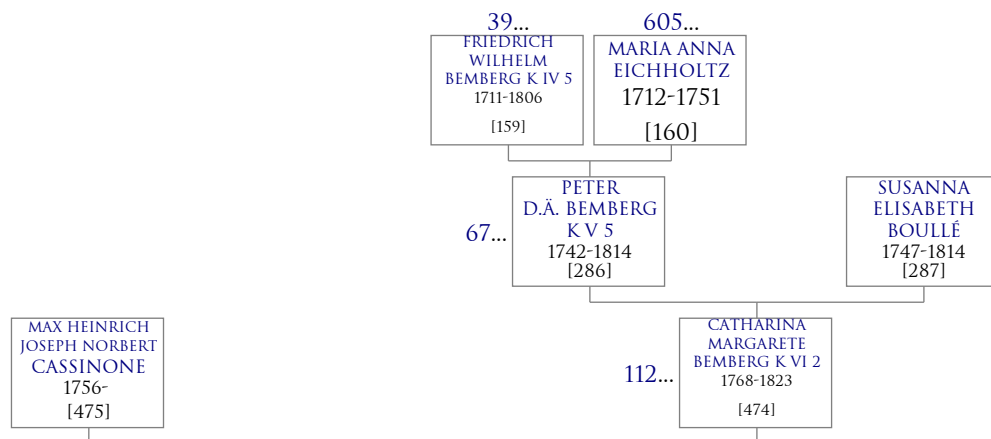 39...
FRIEDRICH
WILHELM
BEMBERG K IV 5
1711-1806
[159]
605...
MARIA ANNA
EICHHOLTZ
1712-1751
[160]
67...
PETER
D.Ä. BEMBERG
K V 5
1742-1814
[286]
SUSANNA
ELISABETH
BOULLÉ
1747-1814
[287]
MAX HEINRICH
JOSEPH NORBERT
CASSINONE
1756-
[475]
112...
CATHARINA
MARGARETE
BEMBERG K VI 2
1768-1823
[474]